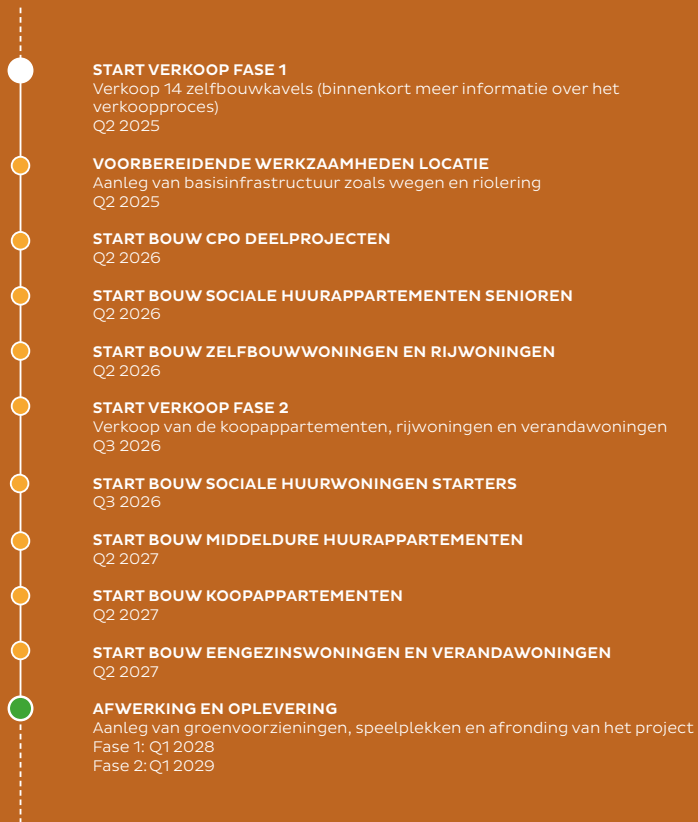 START VERKOOP FASE 1
Verkoop 14 zelfbouwkavels (binnenkort meer informatie over het
verkoopproces)
Q2 2025
VOORBEREIDENDE WERKZAAMHEDEN LOCATIE
Aanleg van basisinfrastructuur zoals wegen en riolering
Q2 2025
START BOUW CPO DEELPROJECTEN
Q2 2026
START BOUW SOCIALE HUURAPPARTEMENTEN SENIOREN
Q2 2026
START BOUW ZELFBOUWWONINGEN EN RIJWONINGEN
Q2 2026
START VERKOOP FASE 2
Verkoop van de koopappartementen, rijwoningen en verandawoningen
Q3 2026
START BOUW SOCIALE HUURWONINGEN STARTERS
Q3 2026
START BOUW MIDDELDURE HUURAPPARTEMENTEN
Q2 2027
START BOUW KOOPAPPARTEMENTEN
Q2 2027
START BOUW EENGEZINSWONINGEN EN VERANDAWONINGEN
Q2 2027
AFWERKING EN OPLEVERING
Aanleg van groenvoorzieningen, speelplekken en afronding van het project
Fase 1: Q1 2028
Fase 2: Q1 2029